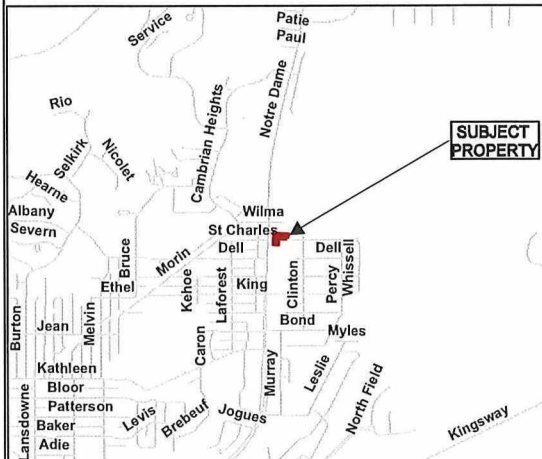 Service
Patie
Paul
Notre Dame
Rio
Selkirk
Nicolet
Cambrian Heights
SUBJECT
PROPERTY
Hearne
Albany
Severn
Wilma
St Charles
Dell
Dell
Bruce
Morin
Ethel
Kehoe
Laforest
King
Clinton
Percy
Whissell
Burton
Jean
Melvin
Bond
Myles
Caron
Murray
Leslie
North Field
Kathleen
Bloor
Patterson
Lansdowne
Baker
Adie
Levis
Brebeuf
Jogues
Kingsway